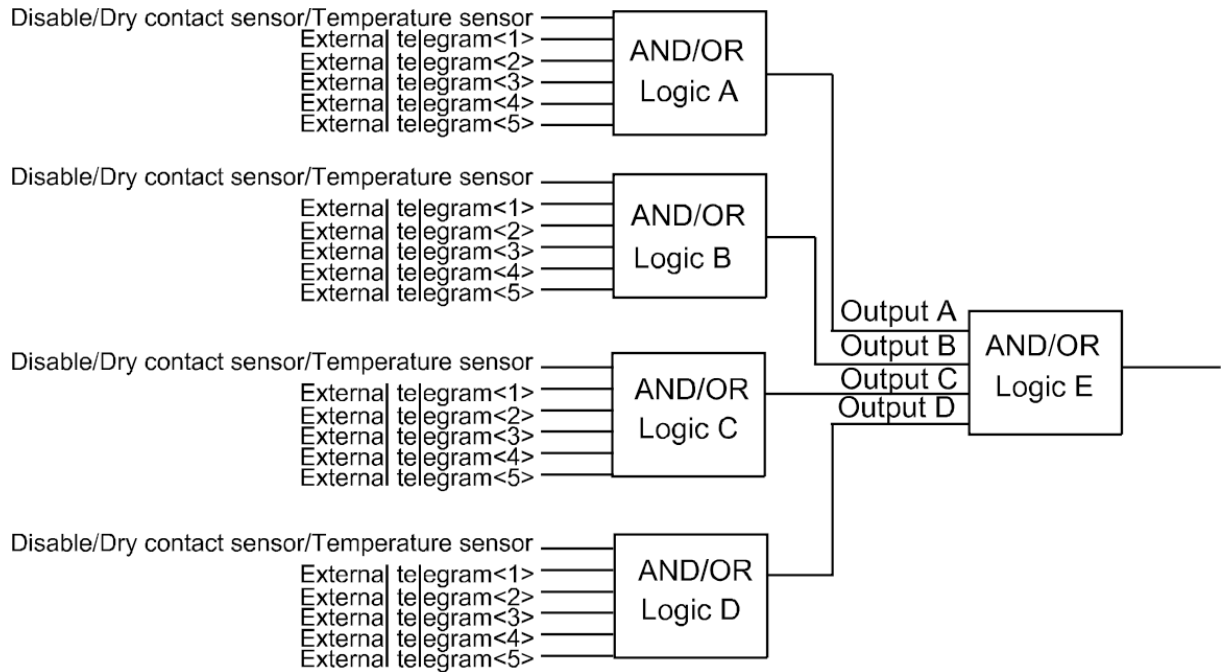 Disable/Dry contact sensor/Temperature sensor
External telegram<1>
External telegram<2>
External telegram<3>
External telegram<4>
External telegram<5>
AND/OR
Logic A
Disable/Dry contact sensor/Temperature sensor
External telegram<1>
External telegram<2>
External telegram<3>
External telegram<4>
External telegram<5>
AND/OR
Logic B
Disable/Dry contact sensor/Temperature sensor
External telegram<1>
External telegram<2>
External telegram<3>
External telegram<4>
External telegram<5>
AND/OR
Logic C
Disable/Dry contact sensor/Temperature sensor
External telegram<1>
External telegram<2>
External telegram<3>
External telegram<4>
External telegram<5>
AND/OR
Logic D
Output A
Output B
Output C
Output D
AND/OR
Logic E